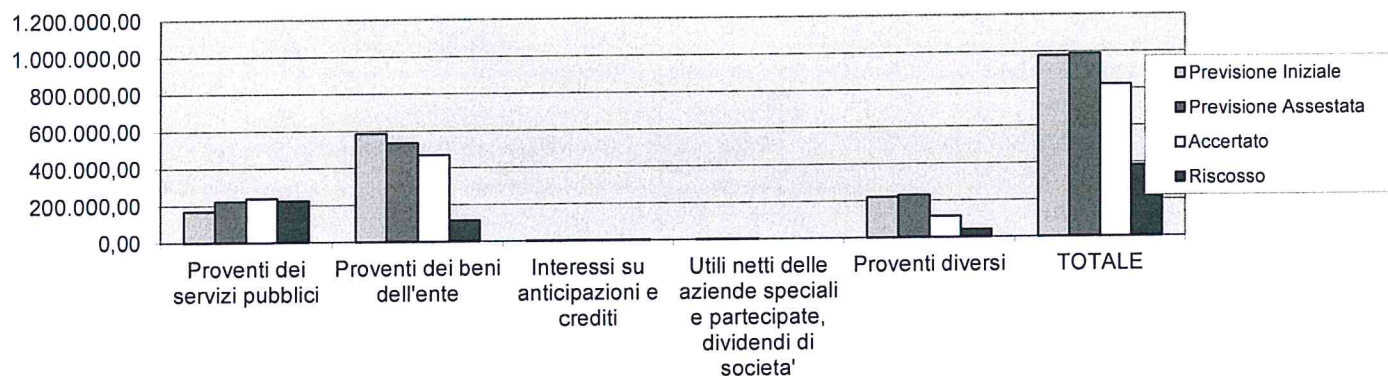 1.200.000,00
1.000.000,00
800.000,00
600.000,00
400.000,00
200.000,00
0,00
Proventi dei
servizi pubblici
Proventi dei beni
dell'ente
Interessi su
anticipazioni e
crediti
Utili netti delle
aziende speciali
e partecipate,
dividendi di
societa'
Proventi diversi
TOTALE
Previsione Iniziale
Previsione Assestata
Accertato
Riscosso